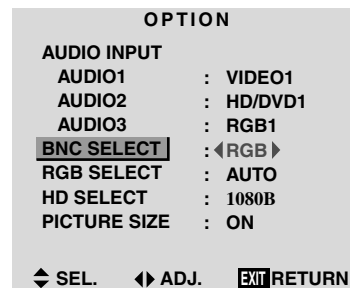 OPTION
AUDIO INPUT
AUDIO1 : VIDEO1
AUDIO2 : HD/DVD1
AUDIO3 : RGB1
BNC SELECT : RGB
RGB SELECT : AUTO
HD SELECT : 1080B
PICTURE SIZE : ON
SEL. ADJ. EXIT RETURN